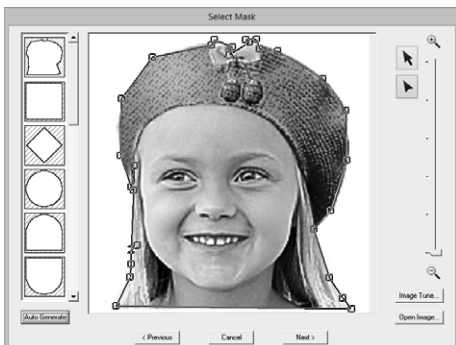 Select Mask
Auto Generate
Image Tune...
Open Image...
< Previous
Cancel
Next >